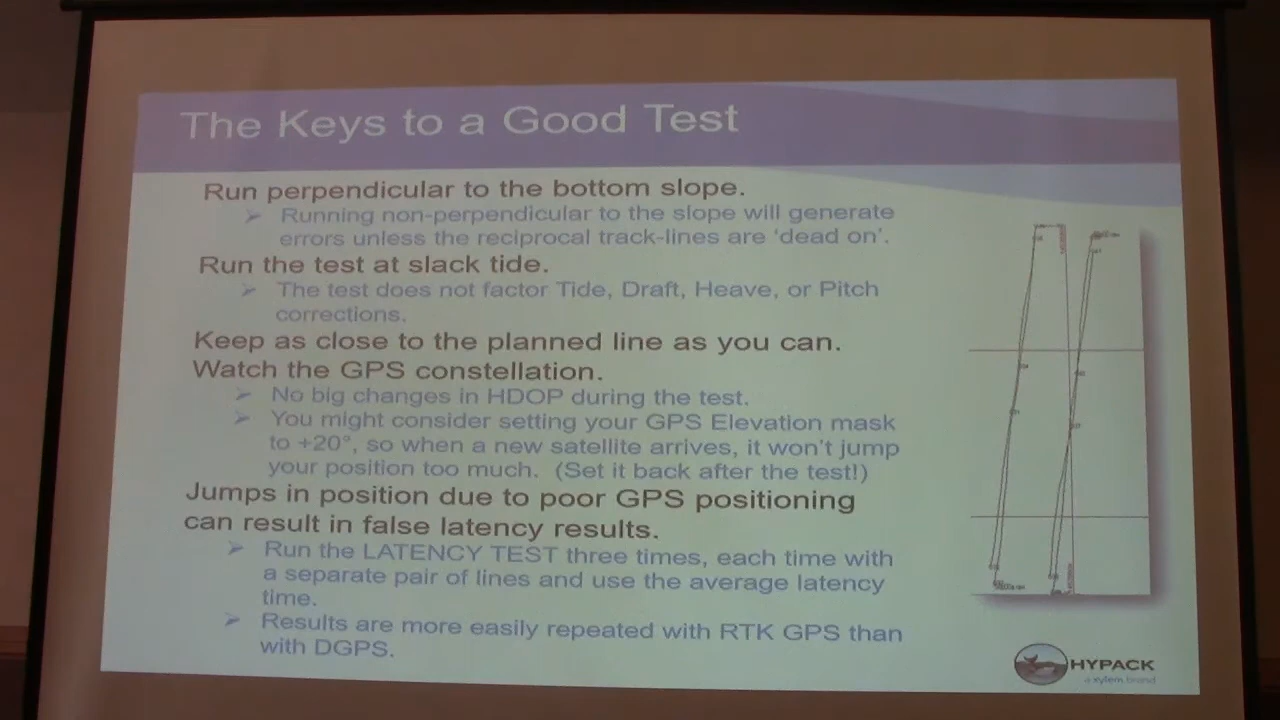 The Keys to a Good Test
Run perpendicular to the bottom slope.
Running non-perpendicular to the slope will generate
errors unless the reciprocal track-lines are ‘dead on’.
Run the test at slack tide.
The test does not factor Tide, Draft, Heave, or Pitch
corrections.
Keep as close to the planned line as you can.
Watch the GPS constellation.
No big changes in HDOP during the test.
You might consider setting your GPS Elevation mask
to +20°, so when a new satellite arrives, it won’t jump
your position too much. (Set it back after the test!)
Jumps in position due to poor GPS positioning
can result in false latency results.
Run the LATENCY TEST three times, each time with
a separate pair of lines and use the average latency
time.
Results are more easily repeated with RTK GPS than
with DGPS.
HYPACK
a xylem brand